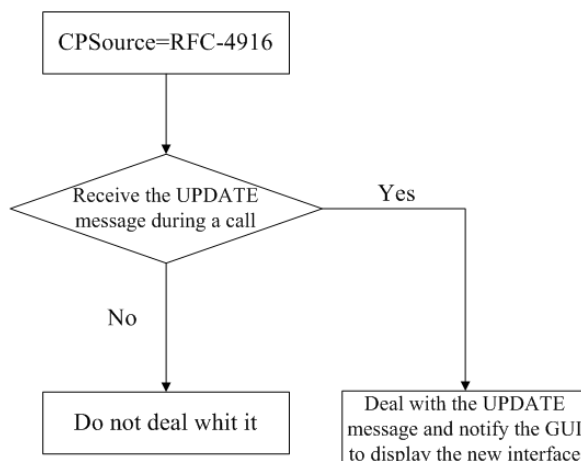 CPSource=RFC-4916
Receive the UPDATE
message during a call
Yes
No
Do not deal whit it
Deal with the UPDATE
message and notify the GUI
to display the new interface